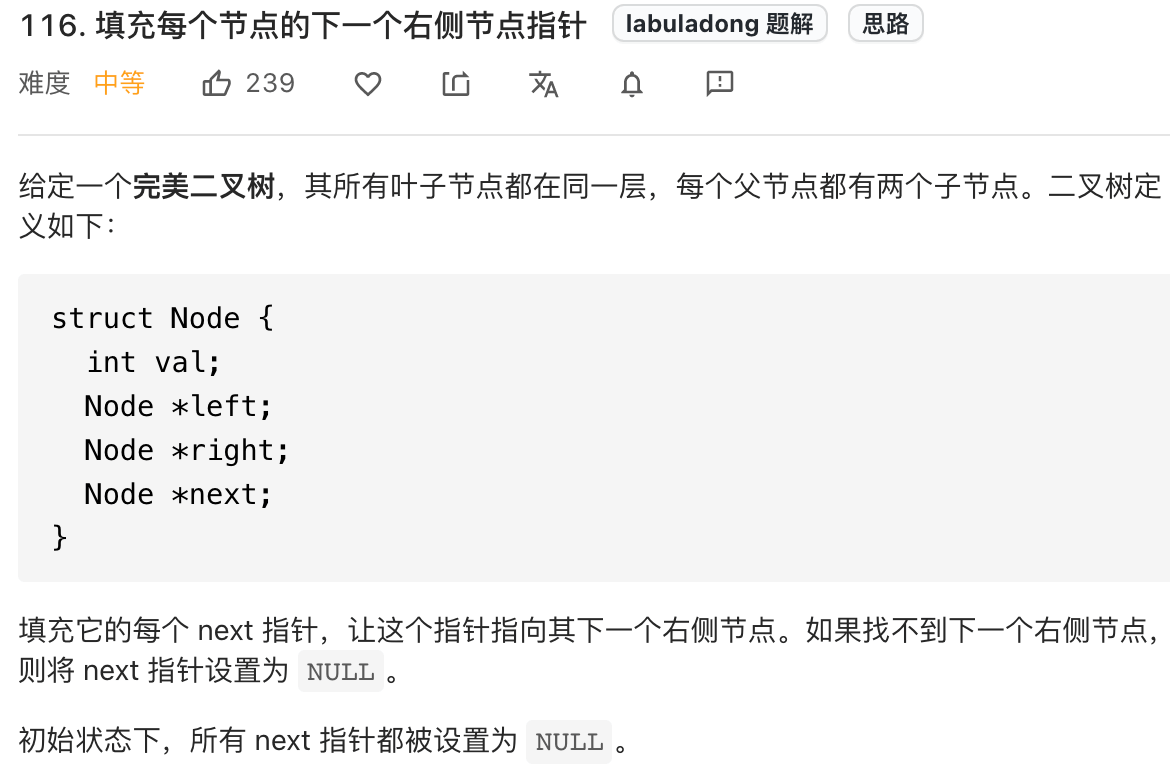 116. 填充每个节点的下一个右侧节点指针 labuladong 题解 思路
难度 中等 239
给定一个完美二叉树，其所有叶子节点都在同一层，每个父节点都有两个子节点。二叉树定
义如下：
struct Node {
  int val;
  Node *left;
  Node *right;
  Node *next;
}
填充它的每个 next 指针，让这个指针指向其下一个右侧节点。如果找不到下一个右侧节点，
则将 next 指针设置为 NULL 。
初始状态下，所有 next 指针都被设置为 NULL 。